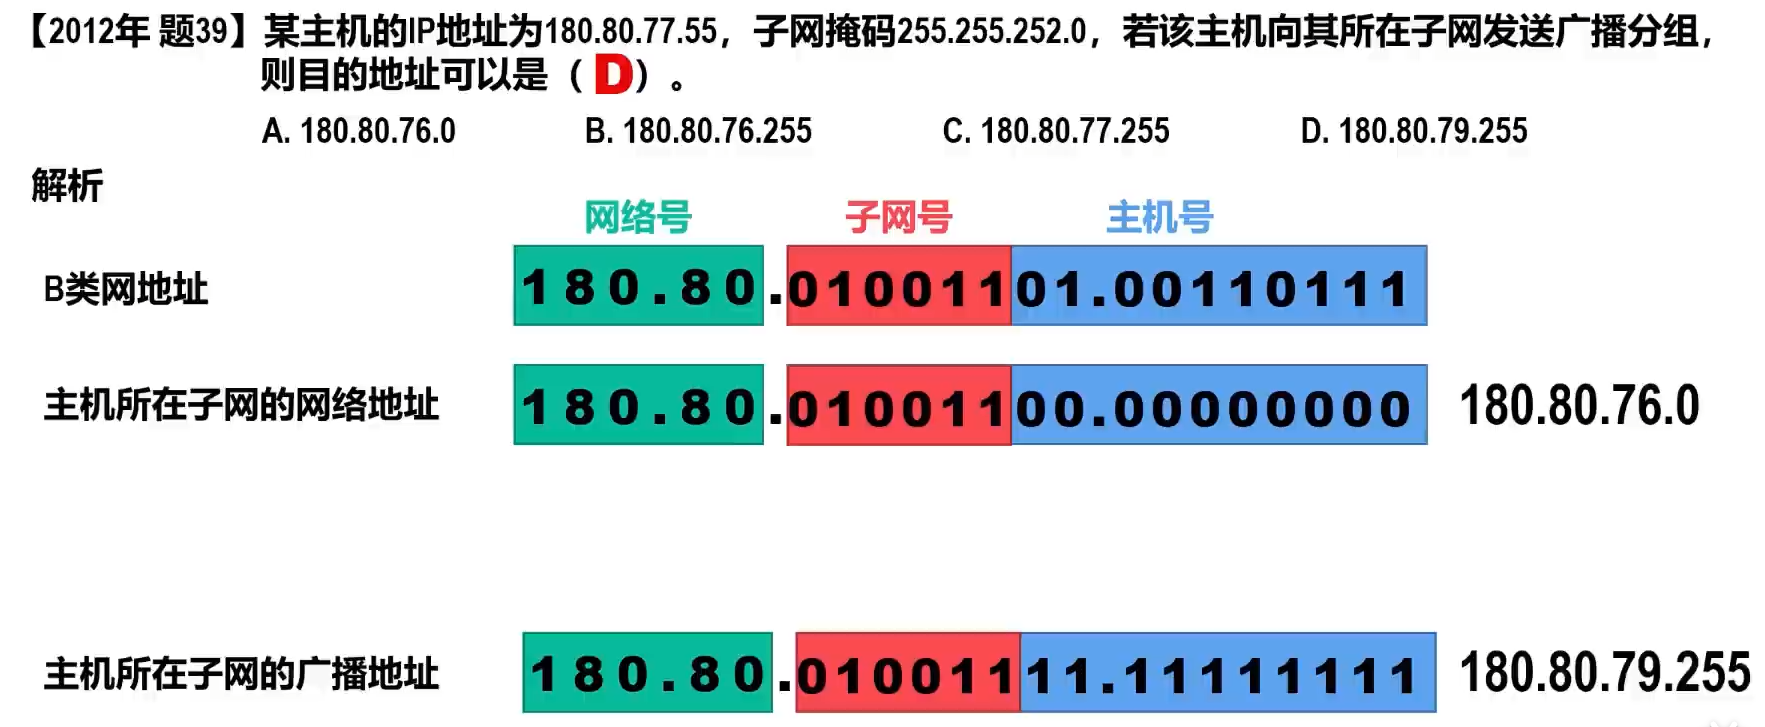 【2012年 题39】某主机的IP地址为180.80.77.55，子网掩码255.255.252.0，若该主机向其所在子网发送广播分组，
则目的地址可以是（ D ）。
A. 180.80.76.0 B. 180.80.76.255 C. 180.80.77.255 D. 180.80.79.255
解析
网络号 子网号 主机号
B类网地址 180.80.01001101.00110111
主机所在子网的网络地址 180.80.01001100.00000000 180.80.76.0
主机所在子网的广播地址 180.80.01001111.11111111 180.80.79.255